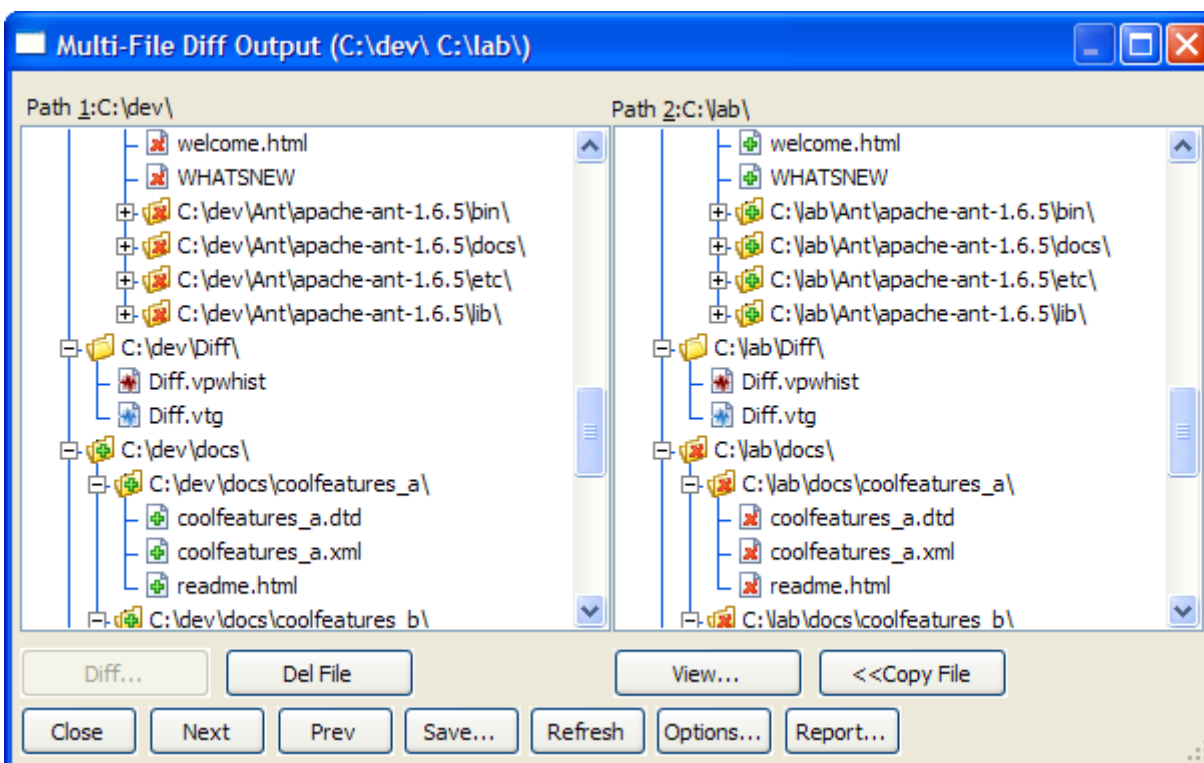 Multi-File Diff Output (C:\dev\ C:\lab\)
Path 1:C:\dev\
welcome.html
WHATSNEW
C:\dev\Ant\apache-ant-1.6.5\bin\
C:\dev\Ant\apache-ant-1.6.5\docs\
C:\dev\Ant\apache-ant-1.6.5\etc\
C:\dev\Ant\apache-ant-1.6.5\lib\
C:\dev\Diff\
Diff.vpwhist
Diff.vtg
C:\dev\docs\
C:\dev\docs\coolfeatures_a\
coolfeatures_a.dtd
coolfeatures_a.xml
readme.html
C:\dev\docs\coolfeatures_b\
Path 2:C:\lab\
welcome.html
WHATSNEW
C:\lab\Ant\apache-ant-1.6.5\bin\
C:\lab\Ant\apache-ant-1.6.5\docs\
C:\lab\Ant\apache-ant-1.6.5\etc\
C:\lab\Ant\apache-ant-1.6.5\lib\
C:\lab\Diff\
Diff.vpwhist
Diff.vtg
C:\lab\docs\
C:\lab\docs\coolfeatures_a\
coolfeatures_a.dtd
coolfeatures_a.xml
readme.html
C:\lab\docs\coolfeatures_b\
Diff... Del File View... <<Copy File
Close Next Prev Save... Refresh Options... Report...